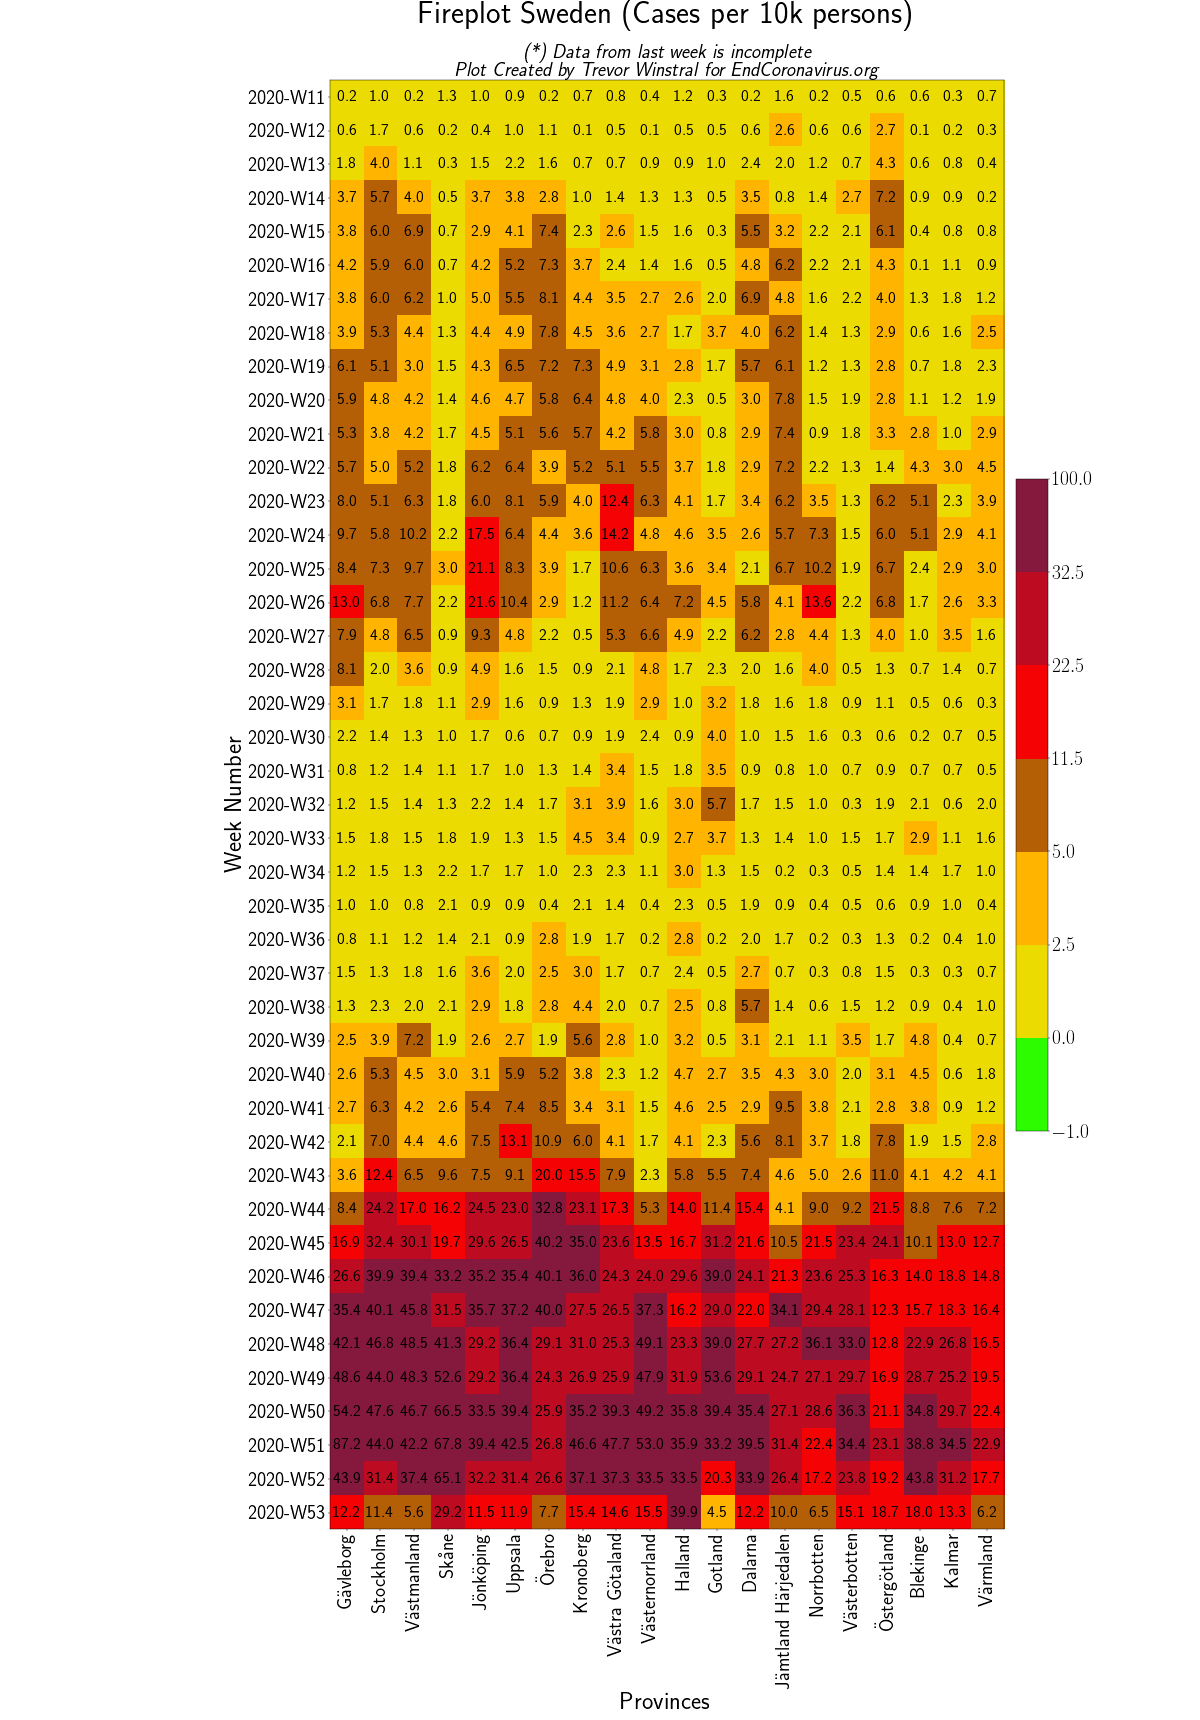 Fireplot Sweden (Cases per 10k persons)
(*) Data from last week is incomplete
Plot Created by Trevor Winstral for EndCoronavirus.org
2020-W11 0.2 1.0 0.2 1.3 1.0 0.9 0.2 0.7 0.8 0.4 1.2 0.3 0.2 1.6 0.2 0.5 0.6 0.6 0.3 0.7
2020-W12 0.6 1.7 0.6 0.2 0.4 1.0 1.1 0.1 0.5 0.1 0.5 0.5 0.6 2.6 0.6 0.6 2.7 0.1 0.2 0.3
2020-W13 1.8 4.0 1.1 0.3 1.5 2.2 1.6 0.7 0.7 0.9 0.9 1.0 2.4 2.0 1.2 0.7 4.3 0.6 0.8 0.4
2020-W14 3.7 5.7 4.0 0.5 3.7 3.8 2.8 1.0 1.4 1.3 1.3 0.5 3.5 0.8 1.4 2.7 7.2 0.9 0.9 0.2
2020-W15 3.8 6.0 6.9 0.7 2.9 4.1 7.4 2.3 2.6 1.5 1.6 0.3 5.5 3.2 2.2 2.1 6.1 0.4 0.8 0.8
2020-W16 4.2 5.9 6.0 0.7 4.2 5.2 7.3 3.7 2.4 1.4 1.6 0.5 4.8 6.2 2.2 2.1 4.3 0.1 1.1 0.9
2020-W17 3.8 6.0 6.2 1.0 5.0 5.5 8.1 4.4 3.5 2.7 2.6 2.0 6.9 4.8 1.6 2.2 4.0 1.3 1.8 1.2
2020-W18 3.9 5.3 4.4 1.3 4.4 4.9 7.8 4.5 3.6 2.7 1.7 3.7 4.0 6.2 1.4 1.3 2.9 0.6 1.6 2.5
2020-W19 6.1 5.1 3.0 1.5 4.3 6.5 7.2 7.3 4.9 3.1 2.8 1.7 5.7 6.1 1.2 1.3 2.8 0.7 1.8 2.3
2020-W20 5.9 4.8 4.2 1.4 4.6 4.7 5.8 6.4 4.8 4.0 2.3 0.5 3.0 7.8 1.5 1.9 2.8 1.1 1.2 1.9
2020-W21 5.3 3.8 4.2 1.7 4.5 5.1 5.6 5.7 4.2 5.8 3.0 0.8 2.9 7.4 0.9 1.8 3.3 2.8 1.0 2.9
2020-W22 5.7 5.0 5.2 1.8 6.2 6.4 3.9 5.2 5.1 5.5 3.7 1.8 2.9 7.2 2.2 1.3 1.4 4.3 3.0 4.5
2020-W23 8.0 5.1 6.3 1.8 6.0 8.1 5.9 4.0 12.4 6.3 4.1 1.7 3.4 6.2 3.5 1.3 6.2 5.1 2.3 3.9
2020-W24 9.7 5.8 10.2 2.2 17.5 6.4 4.4 3.6 14.2 4.8 4.6 3.5 2.6 5.7 7.3 1.5 6.0 5.1 2.9 4.1
2020-W25 8.4 7.3 9.7 3.0 21.1 8.3 3.9 1.7 10.6 6.3 3.6 3.4 2.1 6.7 10.2 1.9 6.7 2.4 2.9 3.0
2020-W26 13.0 6.8 7.7 2.2 21.6 10.4 2.9 1.2 11.2 6.4 7.2 4.5 5.8 4.1 13.6 2.2 6.8 1.7 2.6 3.3
2020-W27 7.9 4.8 6.5 0.9 9.3 4.8 2.2 0.5 5.3 6.6 4.9 2.2 6.2 2.8 4.4 1.3 4.0 1.0 3.5 1.6
2020-W28 8.1 2.0 3.6 0.9 4.9 1.6 1.5 0.9 2.1 4.8 1.7 2.3 2.0 1.6 4.0 0.5 1.3 0.7 1.4 0.7
2020-W29 3.1 1.7 1.8 1.1 2.9 1.6 0.9 1.3 1.9 2.9 1.0 3.2 1.8 1.6 1.8 0.9 1.1 0.5 0.6 0.3
2020-W30 2.2 1.4 1.3 1.0 1.7 0.6 0.7 0.9 1.9 2.4 0.9 4.0 1.0 1.5 1.6 0.3 0.6 0.2 0.7 0.5
2020-W31 0.8 1.2 1.4 1.1 1.7 1.0 1.3 1.4 3.4 1.5 1.8 3.5 0.9 0.8 1.0 0.7 0.9 0.7 0.7 0.5
2020-W32 1.2 1.5 1.4 1.3 2.2 1.4 1.7 3.1 3.9 1.6 3.0 5.7 1.7 1.5 1.0 0.3 1.9 2.1 0.6 2.0
2020-W33 1.5 1.8 1.5 1.8 1.9 1.3 1.5 4.5 3.4 0.9 2.7 3.7 1.3 1.4 1.0 1.5 1.7 2.9 1.1 1.6
2020-W34 1.2 1.5 1.3 2.2 1.7 1.7 1.0 2.3 2.3 1.1 3.0 1.3 1.5 0.2 0.3 0.5 1.4 1.4 1.7 1.0
2020-W35 1.0 1.0 0.8 2.1 0.9 0.9 0.4 2.1 1.4 0.4 2.3 0.5 1.9 0.9 0.4 0.5 0.6 0.9 1.0 0.4
2020-W36 0.8 1.1 1.2 1.4 2.1 0.9 2.8 1.9 1.7 0.2 2.8 0.2 2.0 1.7 0.2 0.3 1.3 0.2 0.4 1.0
2020-W37 1.5 1.3 1.8 1.6 3.6 2.0 2.5 3.0 1.7 0.7 2.4 0.5 2.7 0.7 0.3 0.8 1.5 0.3 0.3 0.7
2020-W38 1.3 2.3 2.0 2.1 2.9 1.8 2.8 4.4 2.0 0.7 2.5 0.8 5.7 1.4 0.6 1.5 1.2 0.9 0.4 1.0
2020-W39 2.5 3.9 7.2 1.9 2.6 2.7 1.9 5.6 2.8 1.0 3.2 0.5 3.1 2.1 1.1 3.5 1.7 4.8 0.4 0.7
2020-W40 2.6 5.3 4.5 3.0 3.1 5.9 5.2 3.8 2.3 1.2 4.7 2.7 3.5 4.3 3.0 2.0 3.1 4.5 0.6 1.8
2020-W41 2.7 6.3 4.2 2.6 5.4 7.4 8.5 3.4 3.1 1.5 4.6 2.5 2.9 9.5 3.8 2.1 2.8 3.8 0.9 1.2
2020-W42 2.1 7.0 4.4 4.6 7.5 13.1 10.9 6.0 4.1 1.7 4.1 2.3 5.6 8.1 3.7 1.8 7.8 1.9 1.5 2.8
2020-W43 3.6 12.4 6.5 9.6 7.5 9.1 20.0 15.5 7.9 2.3 5.8 5.5 7.4 4.6 5.0 2.6 11.0 4.1 4.2 4.1
2020-W44 8.4 24.2 17.0 16.2 24.5 23.0 32.8 23.1 17.3 5.3 14.0 11.4 15.4 4.1 9.0 9.2 21.5 8.8 7.6 7.2
2020-W45 16.9 32.4 30.1 19.7 29.6 26.5 40.2 35.0 23.6 13.5 16.7 31.2 21.6 10.5 21.5 23.4 24.1 10.1 13.0 12.7
2020-W46 26.6 39.9 39.4 33.2 35.2 35.4 40.1 36.0 24.3 24.0 29.6 39.0 24.1 21.3 23.6 25.3 16.3 14.0 18.8 14.8
2020-W47 35.4 40.1 45.8 31.5 35.7 37.2 40.0 27.5 26.5 37.3 16.2 29.0 22.0 34.1 29.4 28.1 12.3 15.7 18.3 16.4
2020-W48 42.1 46.8 48.5 41.3 29.2 36.4 29.1 31.0 25.3 49.1 23.3 39.0 27.7 27.2 36.1 33.0 12.8 22.9 26.8 16.5
2020-W49 48.6 44.0 48.3 52.6 29.2 36.4 24.3 26.9 25.9 47.9 31.9 53.6 29.1 24.7 27.1 29.7 16.9 28.7 25.2 19.5
2020-W50 54.2 47.6 46.7 66.5 33.5 39.4 25.9 35.2 39.3 49.2 35.8 39.4 35.4 27.1 28.6 36.3 21.1 34.8 29.7 22.4
2020-W51 87.2 44.0 42.2 67.8 39.4 42.5 26.8 46.6 47.7 53.0 35.9 33.2 39.5 31.4 22.4 34.4 23.1 38.8 34.5 22.9
2020-W52 43.9 31.4 37.4 65.1 32.2 31.4 26.6 37.1 37.3 33.5 33.5 20.3 33.9 26.4 17.2 23.8 19.2 43.8 31.2 17.7
2020-W53 12.2 11.4 5.6 29.2 11.5 11.9 7.7 15.4 14.6 15.5 39.9 4.5 12.2 10.0 6.5 15.1 18.7 18.0 13.3 6.2
Week Number
Gävleborg
Stockholm
Västmanland
Skåne
Jönköping
Uppsala
Örebro
Kronoberg
Västra Götaland
Västernorrland
Halland
Gotland
Dalarna
Jämtland Härjedalen
Norrbotten
Västerbotten
Östergötland
Blekinge
Kalmar
Värmland
Provinces
100.0
32.5
22.5
11.5
5.0
2.5
0.0
−1.0